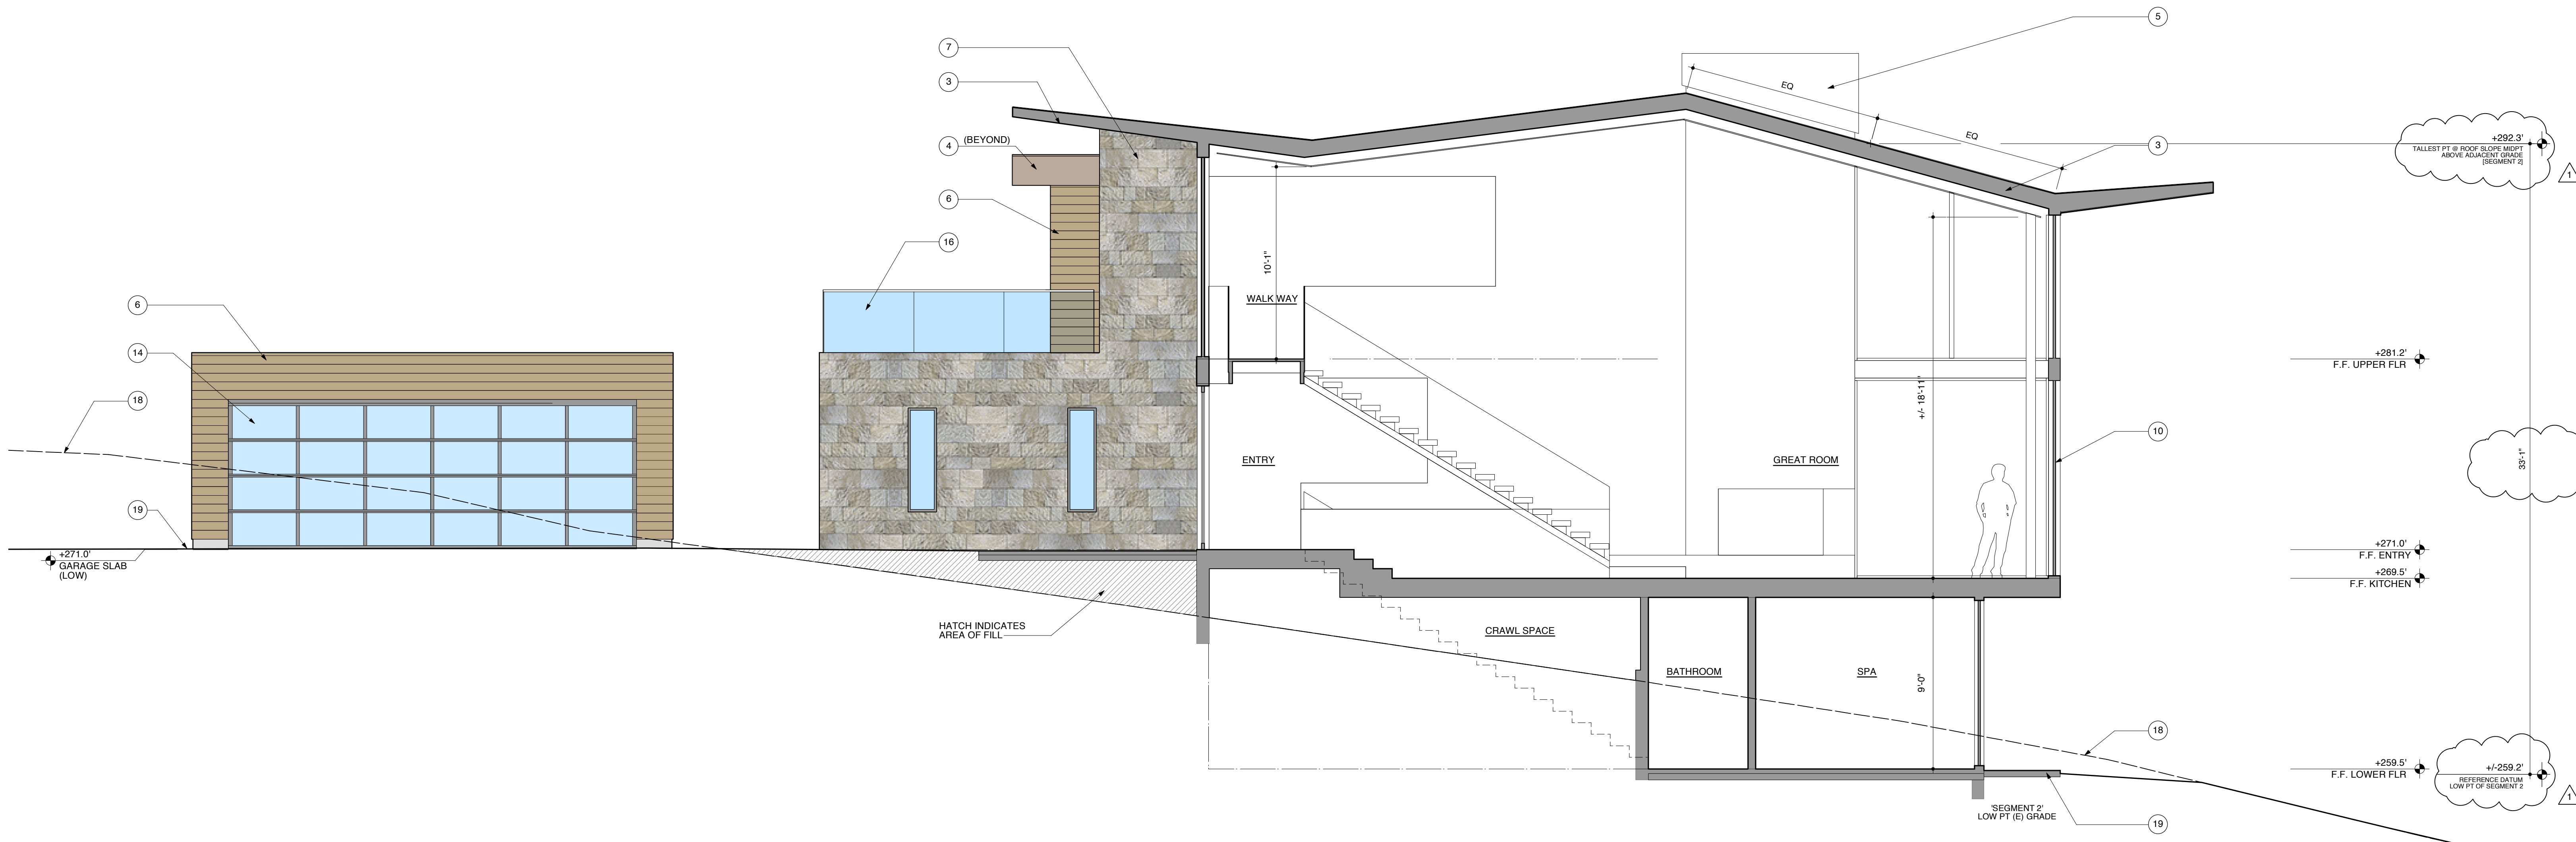 5
7
3
EQ
EQ
3
4
(BEYOND)
6
16
+292.3'
TALLEST PT @ ROOF SLOPE MIDPT
ABOVE ADJACENT GRADE
[SEGMENT 2]
1
10'-1"
WALK WAY
6
14
18
19
+271.0'
GARAGE SLAB
(LOW)
+281.2'
F.F. UPPER FLR
+/- 18'-11"
10
33'-1"
ENTRY
GREAT ROOM
+271.0'
F.F. ENTRY
+269.5'
F.F. KITCHEN
HATCH INDICATES
AREA OF FILL
CRAWL SPACE
BATHROOM
SPA
9'-0"
18
+259.5'
F.F. LOWER FLR
+/-259.2'
REFERENCE DATUM
LOW PT OF SEGMENT 2
1
'SEGMENT 2'
LOW PT (E) GRADE
19